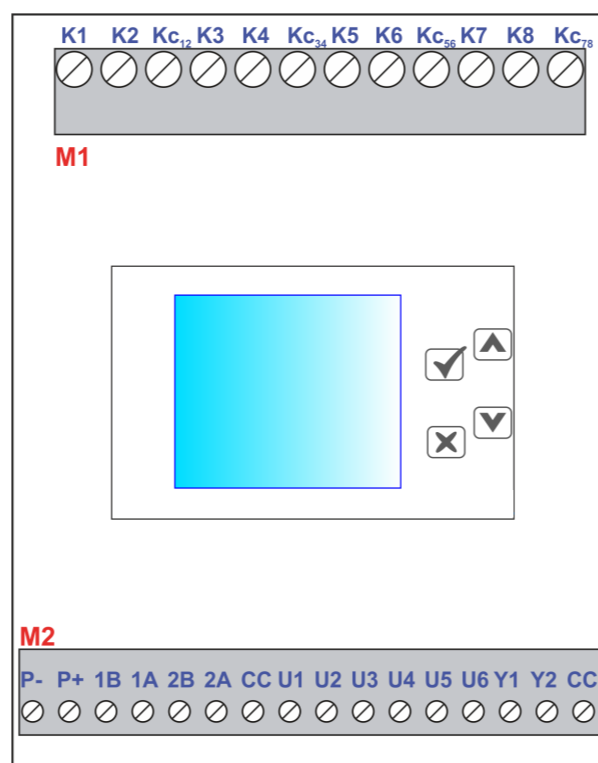 K1 K2 Kc₁₂ K3 K4 Kc₃₄ K5 K6 Kc₅₆ K7 K8 Kc₇₈
M1
M2
P- P+ 1B 1A 2B 2A CC U1 U2 U3 U4 U5 U6 Y1 Y2 CC